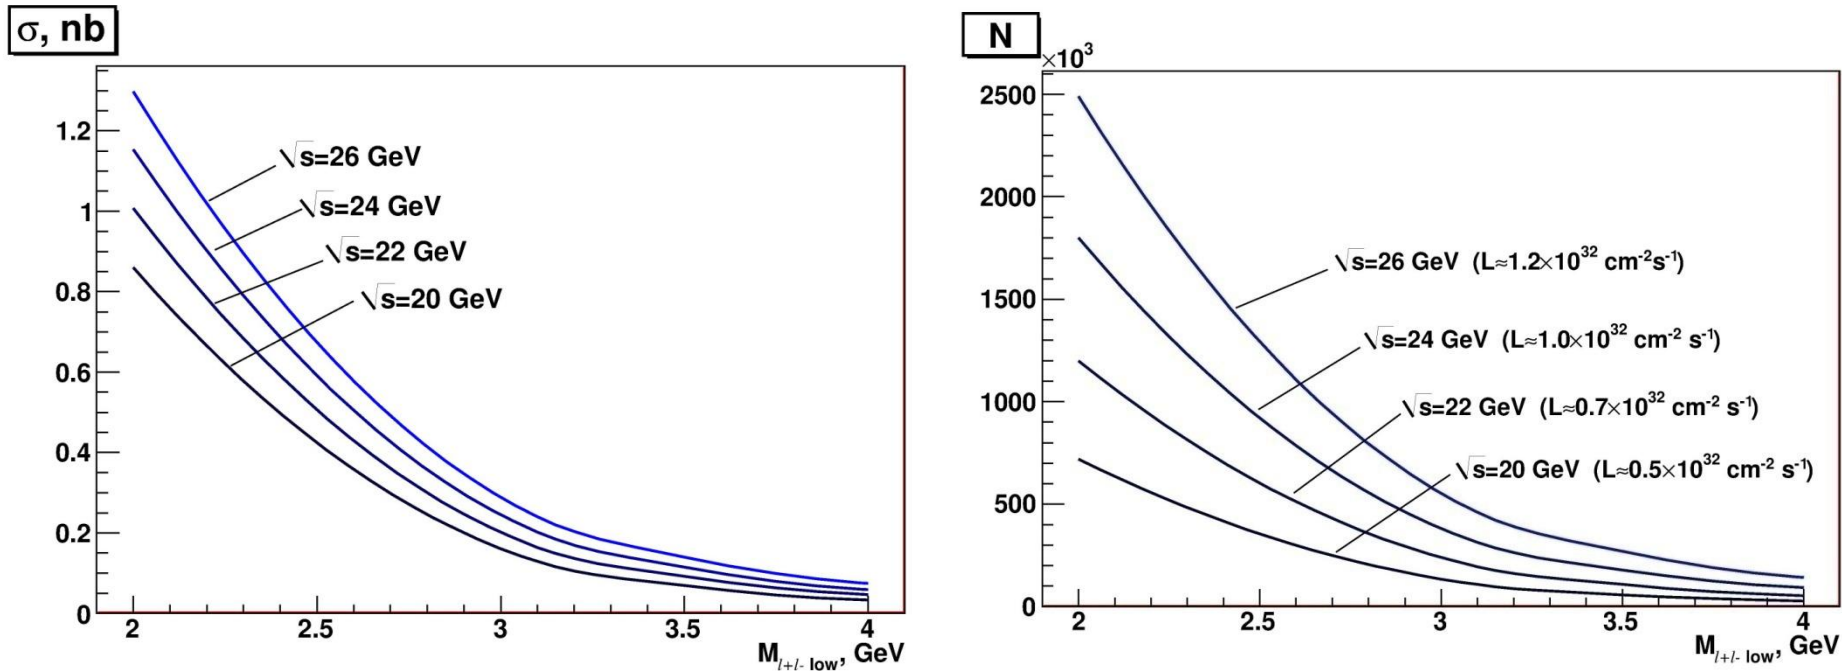 σ, nb
1.2
1
0.8
0.6
0.4
0.2
0
√s=26 GeV
√s=24 GeV
√s=22 GeV
√s=20 GeV
2 2.5 3 3.5 4
M l+l- low, GeV
N
×10³
2500
2000
1500
1000
500
0
√s=26 GeV (L≈1.2×10³² cm⁻²s⁻¹)
√s=24 GeV (L≈1.0×10³² cm⁻² s⁻¹)
√s=22 GeV (L≈0.7×10³² cm⁻² s⁻¹)
√s=20 GeV (L≈0.5×10³² cm⁻² s⁻¹)
2 2.5 3 3.5 4
M l+l- low, GeV